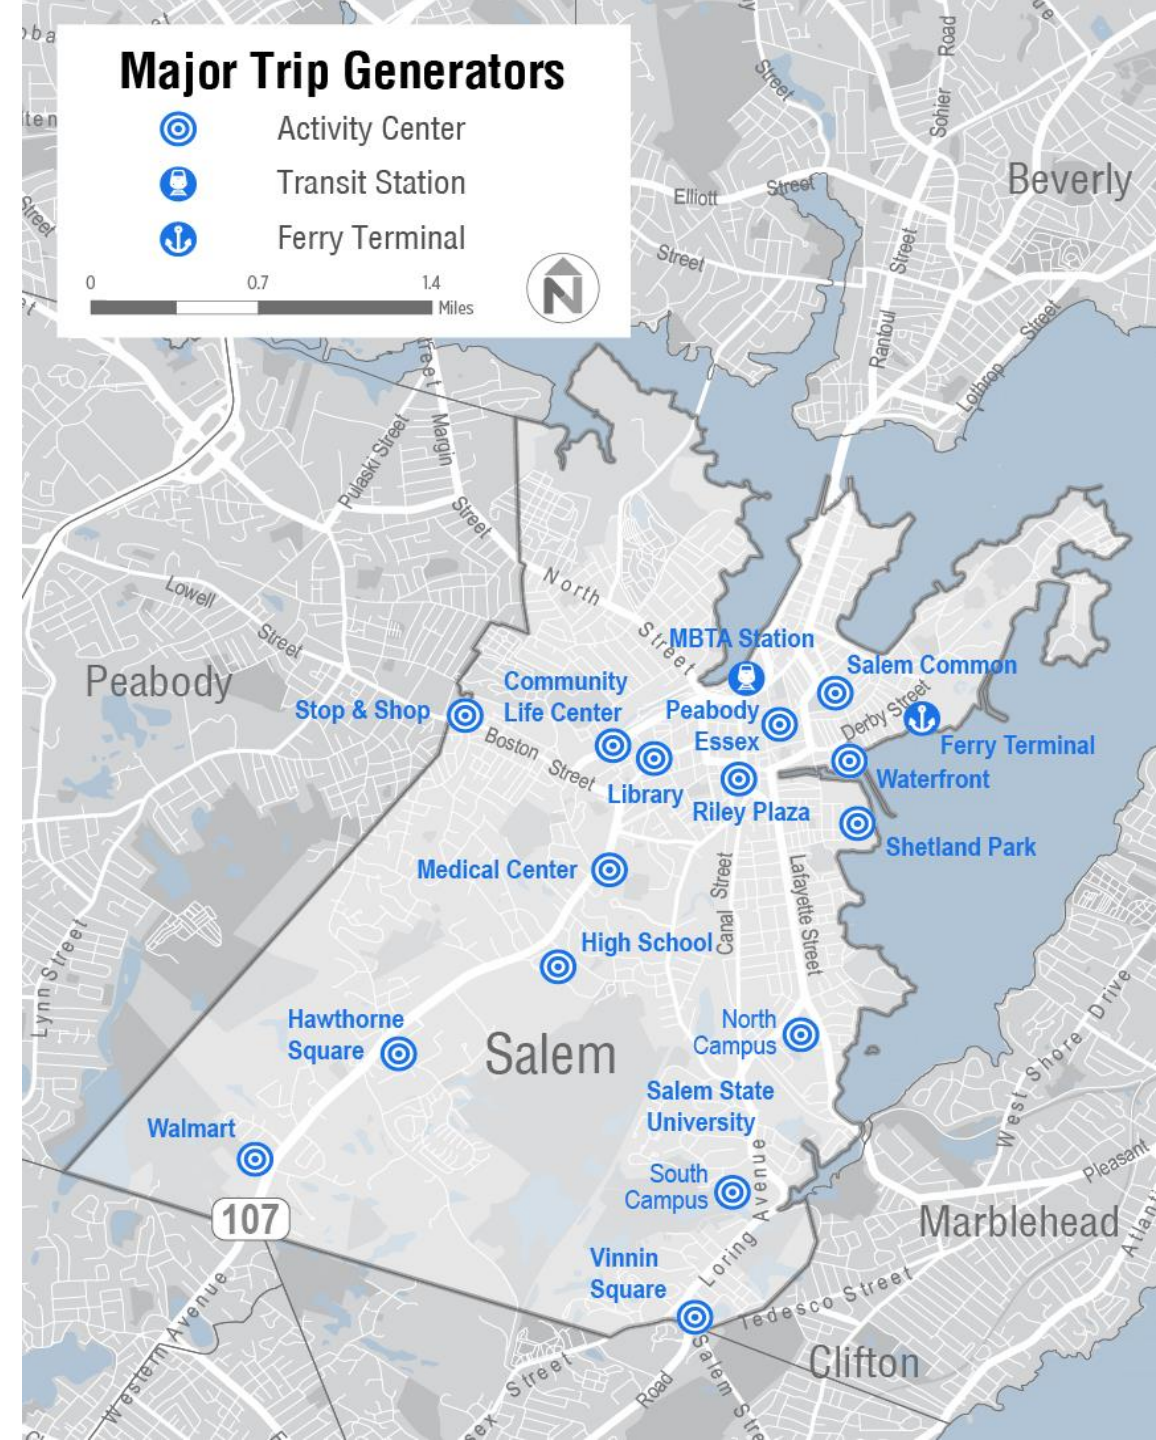 Major Trip Generators
Activity Center
Transit Station
Ferry Terminal
0 0.7 1.4
Miles
N
Street
Sohier Road
Beverly
Elliott Street
Street
Street
Rantoul Street
Lothrop Street
Margin Street
Pulaski Street
Lowell Street
North Street
Peabody
MBTA Station
Salem Common
Community
Life Center
Stop & Shop
Peabody
Essex
Derby Street
Ferry Terminal
Boston Street
Library
Riley Plaza
Waterfront
Shetland Park
Medical Center
Canal Street
Lafayette Street
High School
Lynn Street
Hawthorne
Square
Salem
North
Campus
West Shore Drive
Salem State
University
Walmart
South
Campus
Loring Avenue
Pleasant
107
Marblehead
Vinnin
Square
Tedesco Street
Western Avenue
Clifton
Street
Road
Salem